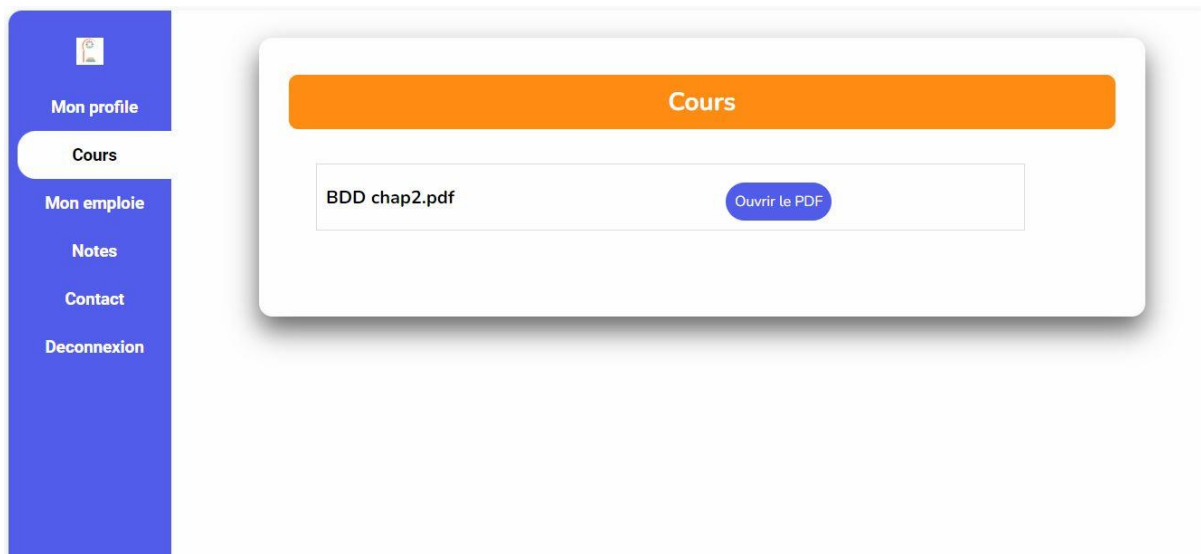 Mon profile
Cours
Mon emploie
Notes
Contact
Deconnexion
Cours
BDD chap2.pdf
Ouvrir le PDF